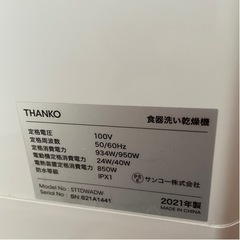 THANKO 食器洗い乾燥機
定格電圧 100V
定格周波数 50/60Hz
定格消費電力 934W/950W
電動機定格消費電力 24W/40W
電熱装置定格消費電力 850W
防水等級 IPX1
Model No : STTDWADW
Serial No : SN B21A1441
サンコー株式会社
2021年製
MADE IN CHINA